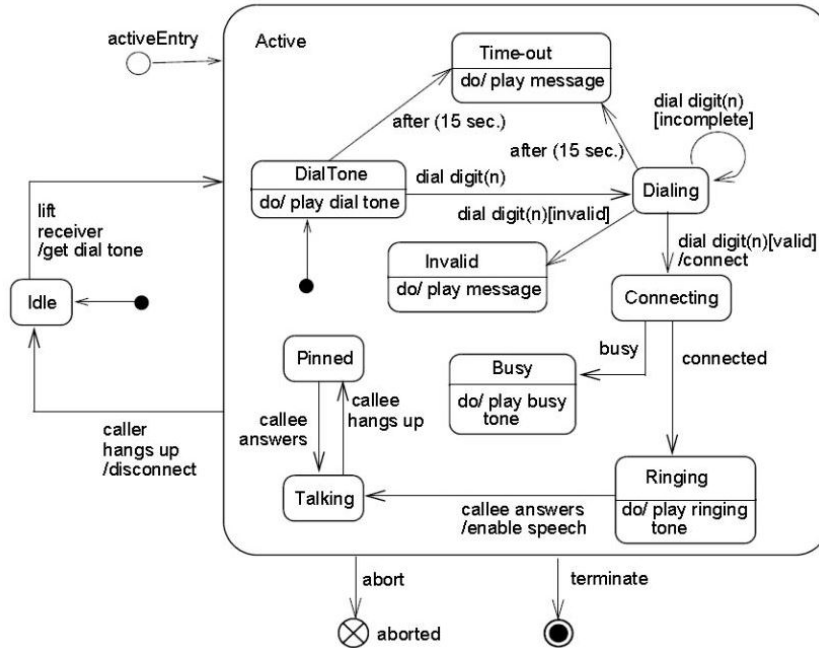 activeEntry
Active
Time-out
do/ play message
dial digit(n)
[incomplete]
after (15 sec.)
after (15 sec.)
DialTone
do/ play dial tone
dial digit(n)
Dialing
lift
receiver
/get dial tone
dial digit(n)[invalid]
dial digit(n)[valid]
/connect
Invalid
do/ play message
Idle
Connecting
Pinned
busy
connected
Busy
do/ play busy
tone
callee
answers
callee
hangs up
caller
hangs up
/disconnect
Talking
callee answers
/enable speech
Ringing
do/ play ringing
tone
abort
terminate
aborted